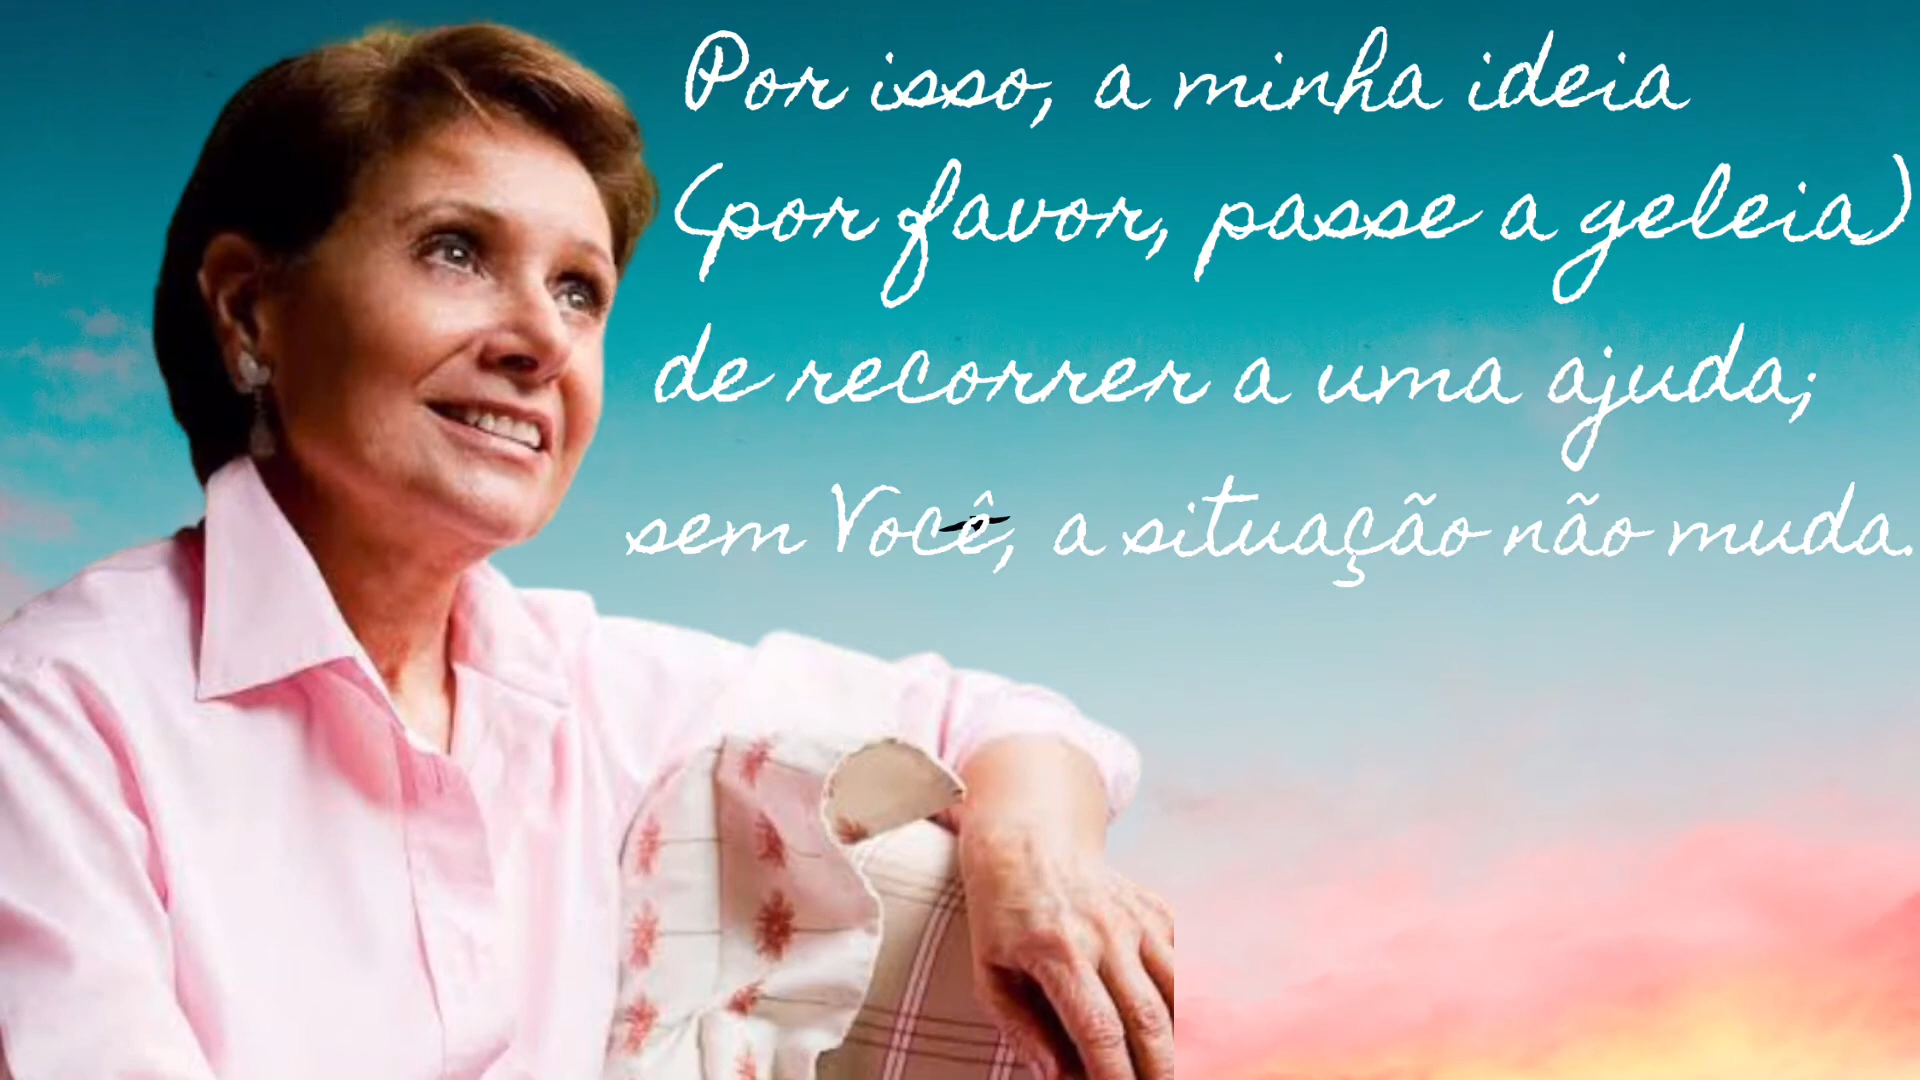 Por isso, a minha ideia
(por favor, passe a geleia)
de recorrer a uma ajuda;
sem Você, a situação não muda.